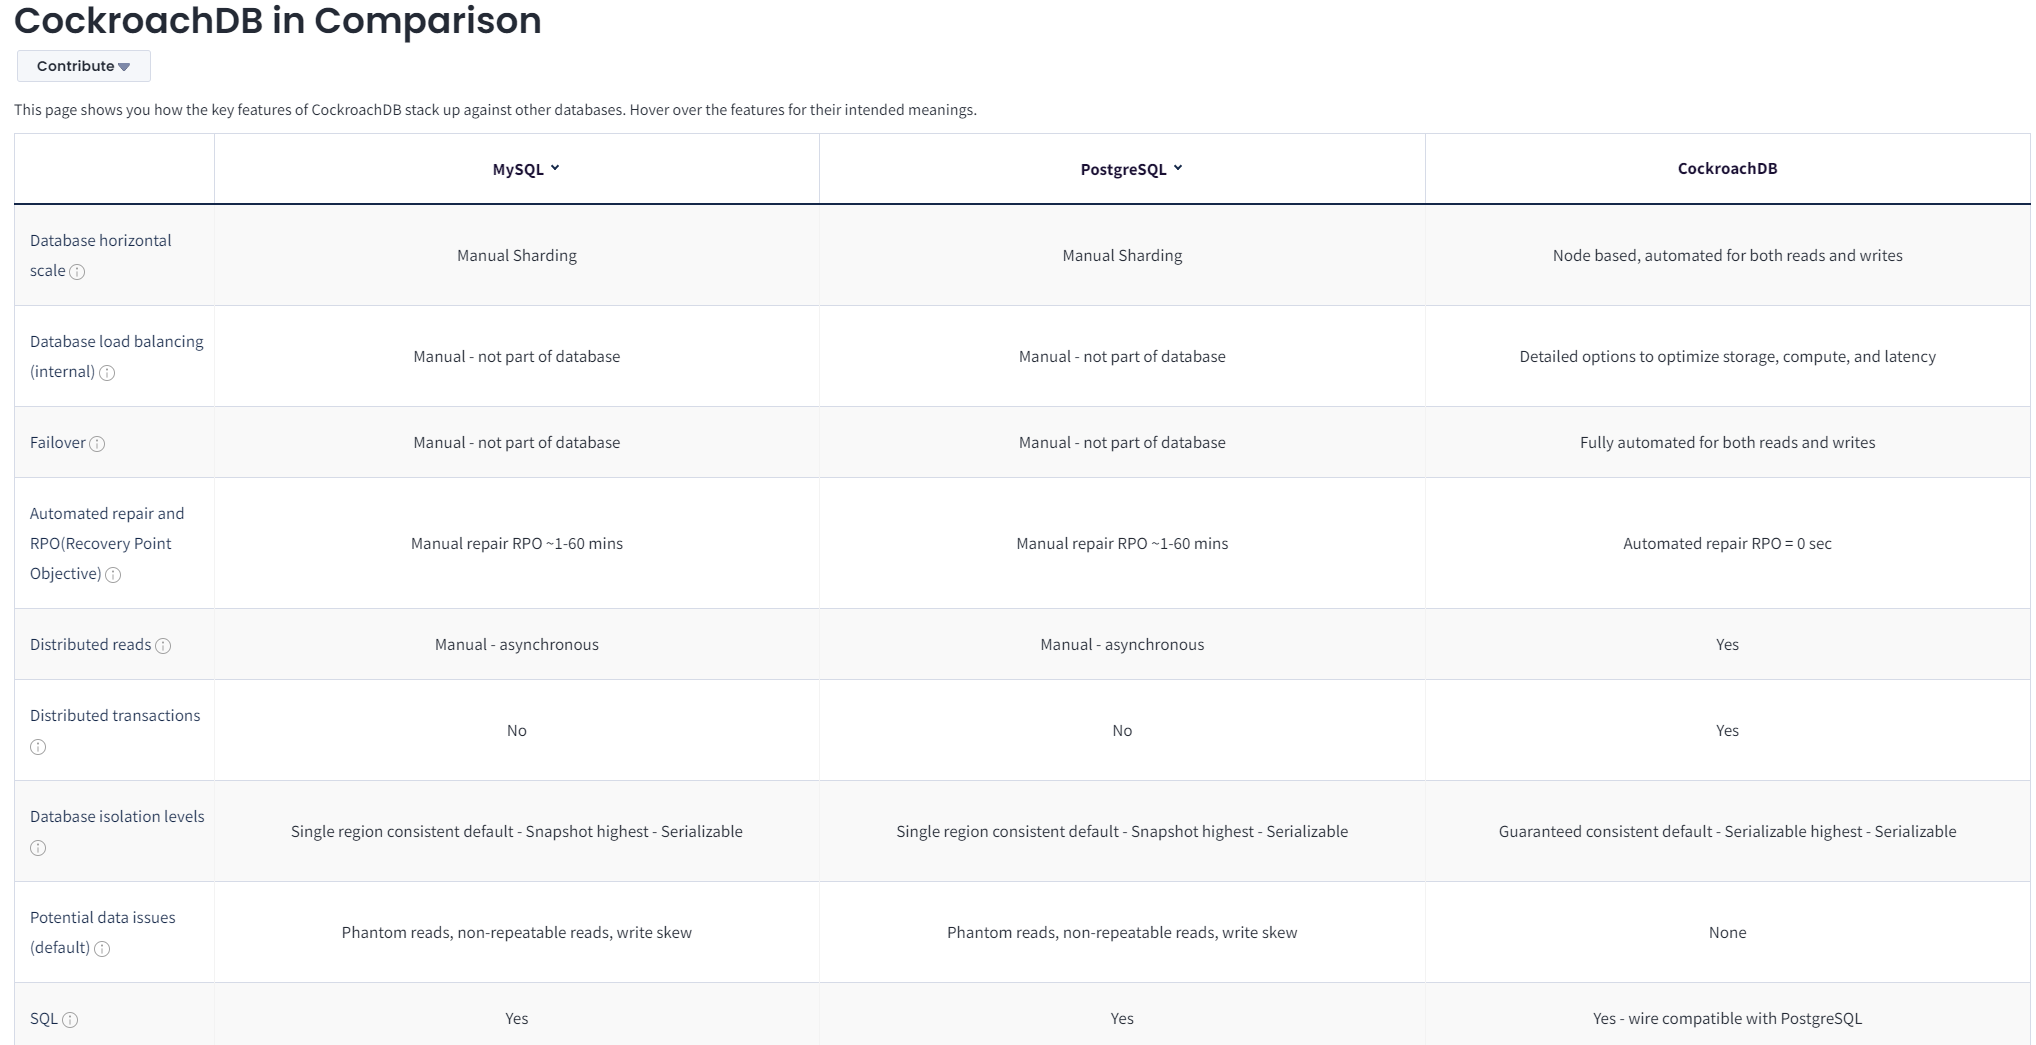 CockroachDB in Comparison
Contribute
This page shows you how the key features of CockroachDB stack up against other databases. Hover over the features for their intended meanings.
MySQL PostgreSQL CockroachDB
Database horizontal
scale
Manual Sharding
Manual Sharding
Node based, automated for both reads and writes
Database load balancing
(internal)
Manual - not part of database
Manual - not part of database
Detailed options to optimize storage, compute, and latency
Failover
Manual - not part of database
Manual - not part of database
Fully automated for both reads and writes
Automated repair and
RPO(Recovery Point
Objective)
Manual repair RPO ~1-60 mins
Manual repair RPO ~1-60 mins
Automated repair RPO = 0 sec
Distributed reads
Manual - asynchronous
Manual - asynchronous
Yes
Distributed transactions
No
No
Yes
Database isolation levels
Single region consistent default - Snapshot highest - Serializable
Single region consistent default - Snapshot highest - Serializable
Guaranteed consistent default - Serializable highest - Serializable
Potential data issues
(default)
Phantom reads, non-repeatable reads, write skew
Phantom reads, non-repeatable reads, write skew
None
SQL
Yes
Yes
Yes - wire compatible with PostgreSQL